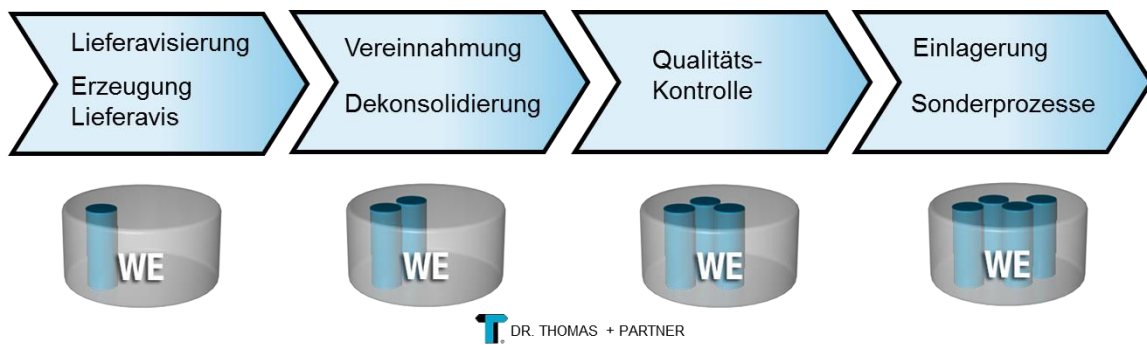 Lieferavisierung
Erzeugung
Lieferavis
Vereinnahmung
Dekonsolidierung
Qualitäts-
Kontrolle
Einlagerung
Sonderprozesse
WE
WE
WE
WE
DR. THOMAS + PARTNER